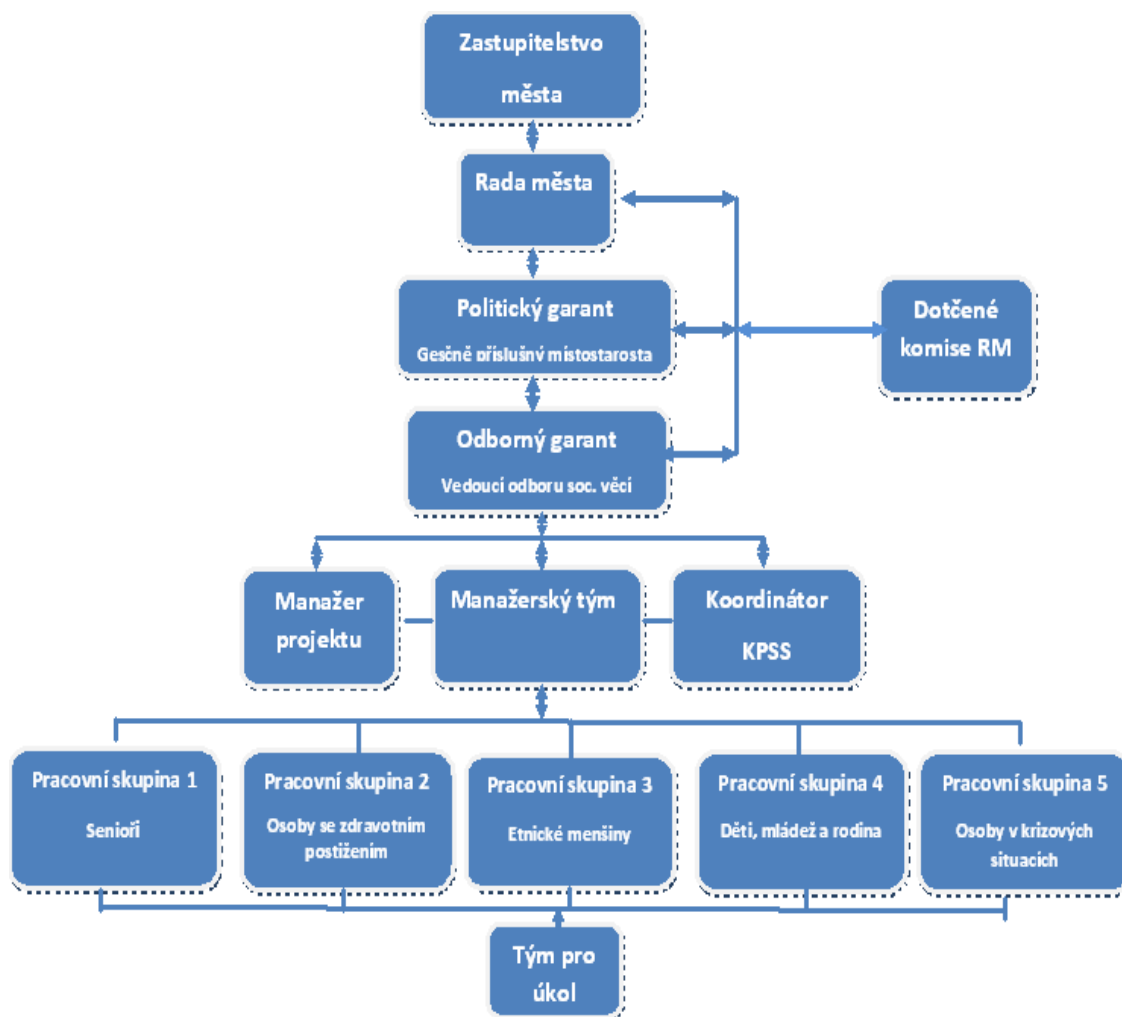 Zastupitelstvo
města
Rada města
Politický garant
Gesčně příslušný místostarosta
Dotčené
komise RM
Odborný garant
Vedoucí odboru soc. věcí
Manažer
projektu
Manažerský tým
Koordinátor
KPSS
Pracovní skupina 1
Senioři
Pracovní skupina 2
Osoby se zdravotním
postižením
Pracovní skupina 3
Etnické menšiny
Pracovní skupina 4
Děti, mládež a rodina
Pracovní skupina 5
Osoby v krizových
situacích
Tým pro
úkol